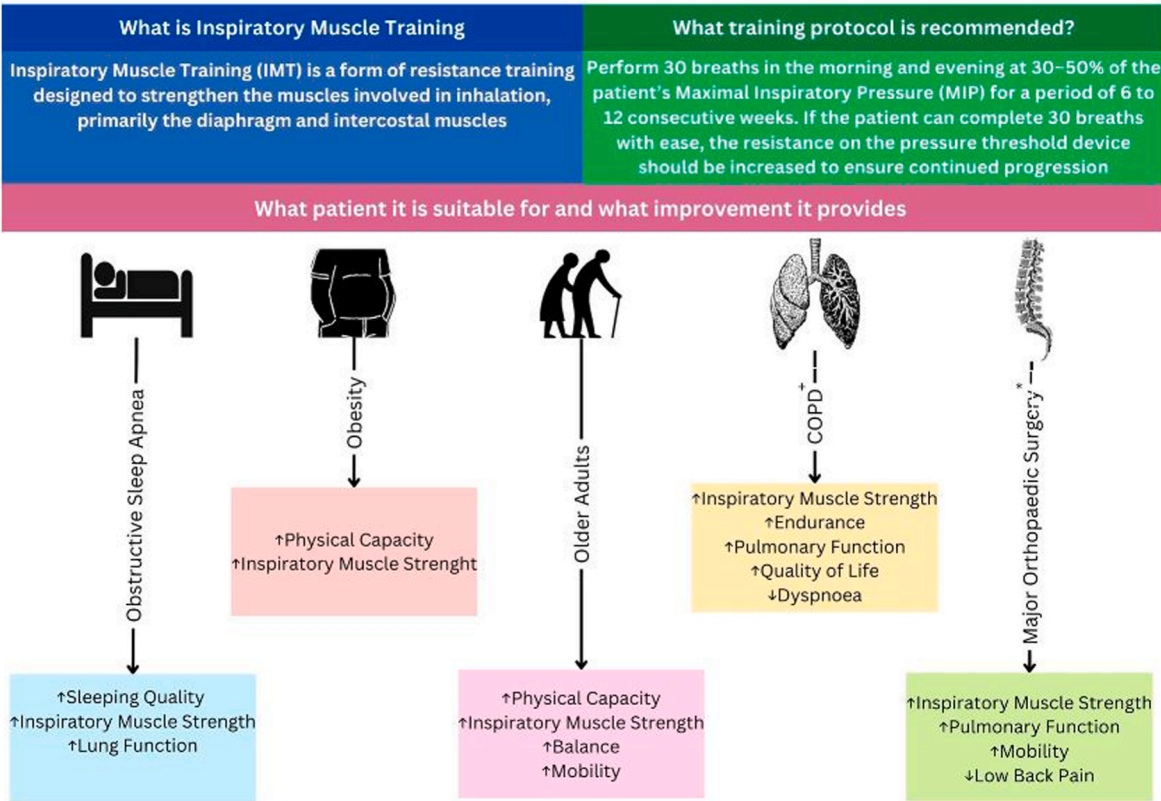 What is Inspiratory Muscle Training
Inspiratory Muscle Training (IMT) is a form of resistance training
designed to strengthen the muscles involved in inhalation,
primarily the diaphragm and intercostal muscles
What training protocol is recommended?
Perform 30 breaths in the morning and evening at 30–50% of the
patient's Maximal Inspiratory Pressure (MIP) for a period of 6 to
12 consecutive weeks. If the patient can complete 30 breaths
with ease, the resistance on the pressure threshold device
should be increased to ensure continued progression
What patient it is suitable for and what improvement it provides
Obstructive Sleep Apnea
↑Sleeping Quality
↑Inspiratory Muscle Strength
↑Lung Function
Obesity
↑Physical Capacity
↑Inspiratory Muscle Strenght
Older Adults
↑Physical Capacity
↑Inspiratory Muscle Strength
↑Balance
↑Mobility
COPD+
↑Inspiratory Muscle Strength
↑Endurance
↑Pulmonary Function
↑Quality of Life
↓Dyspnoea
Major Orthopaedic Surgery*
↑Inspiratory Muscle Strength
↑Pulmonary Function
↑Mobility
↓Low Back Pain